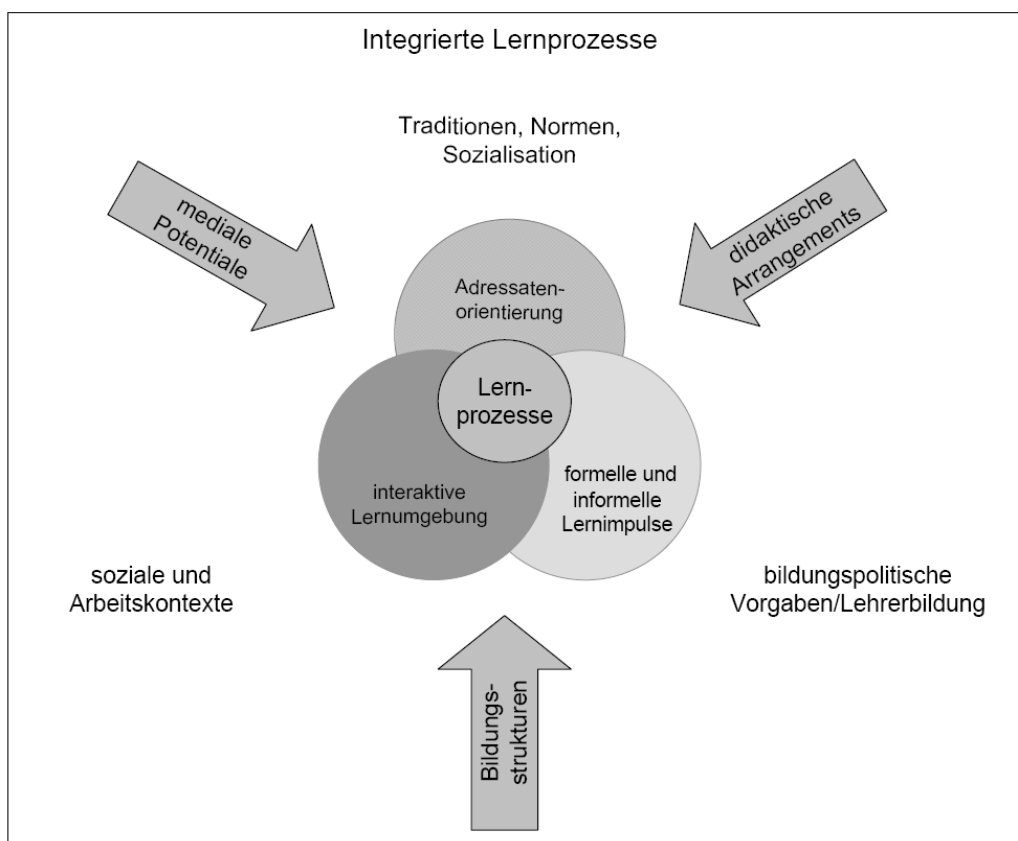 Integrierte Lernprozesse
Traditionen, Normen,
Sozialisation
mediale
Potentiale
didaktische
Arrangements
Adressaten-
orientierung
Lern-
prozesse
interaktive
Lernumgebung
formelle und
informelle
Lernimpulse
soziale und
Arbeitskontexte
bildungspolitische
Vorgaben/Lehrerbildung
Bildungs-
strukturen